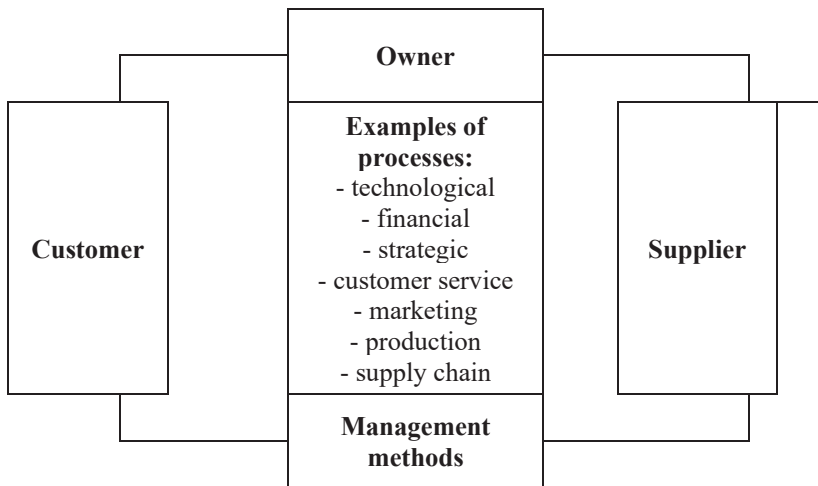 Owner
Examples of
processes:
- technological
- financial
- strategic
- customer service
- marketing
- production
- supply chain
Customer
Supplier
Management
methods